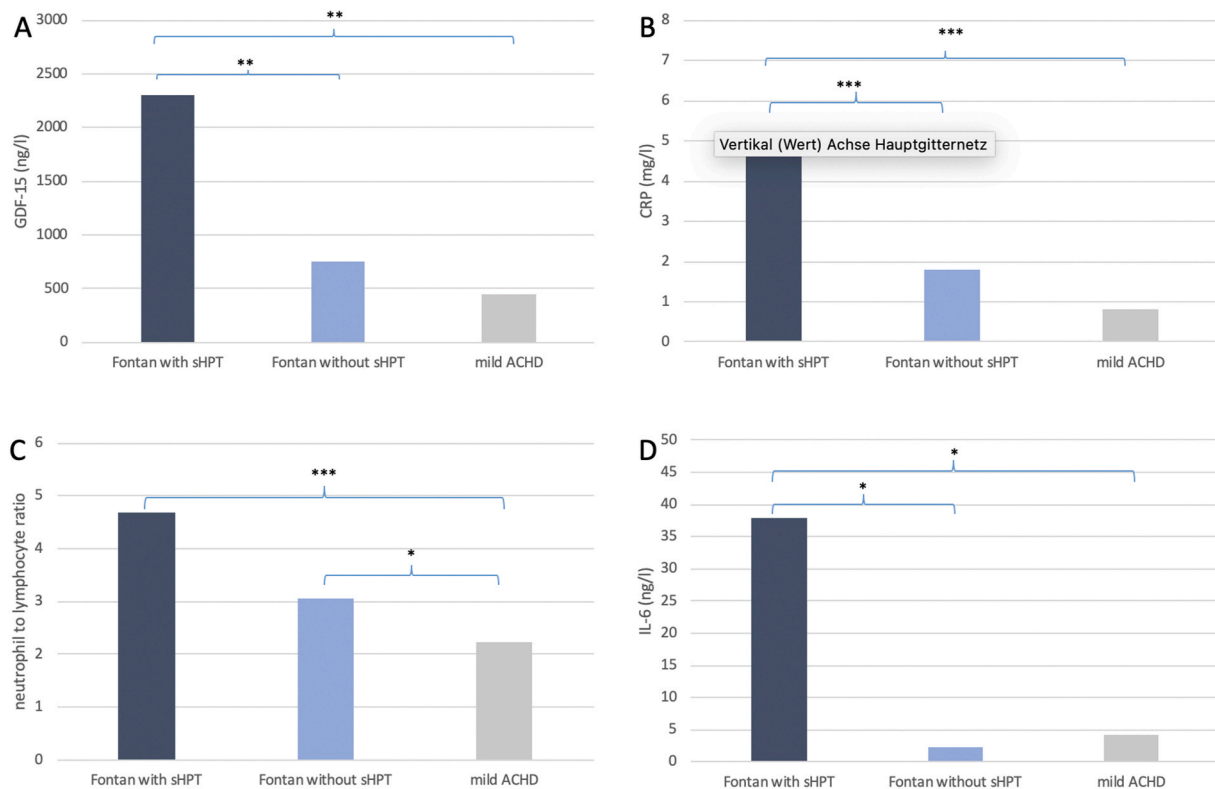 A
GDF-15 (ng/l)
3000
2500
2000
1500
1000
500
0
**
**
Fontan with sHPT
Fontan without sHPT
mild ACHD
B
CRP (mg/l)
8
7
6
5
4
3
2
1
0
***
***
Vertikal (Wert) Achse Hauptgitternetz
Fontan with sHPT
Fontan without sHPT
mild ACHD
C
neutrophil to lymphocyte ratio
6
5
4
3
2
1
0
***
*
Fontan with sHPT
Fontan without sHPT
mild ACHD
D
IL-6 (ng/l)
50
45
40
35
30
25
20
15
10
5
0
*
*
Fontan with sHPT
Fontan without sHPT
mild ACHD